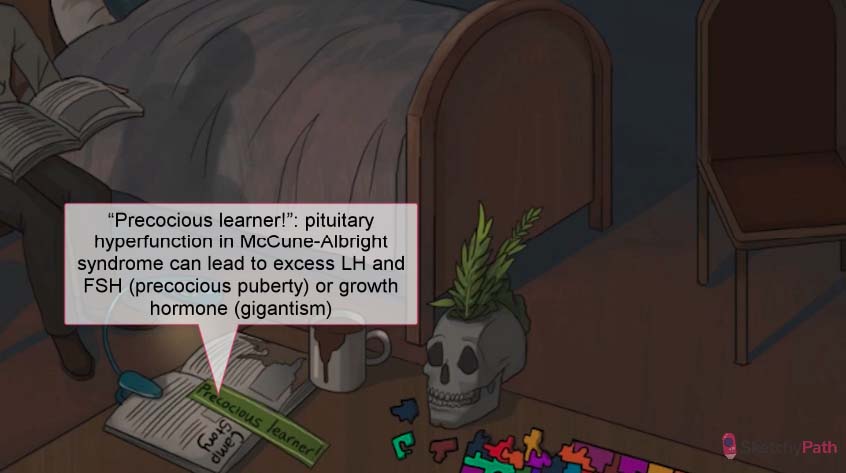 “Precocious learner!”: pituitary
hyperfunction in McCune-Albright
syndrome can lead to excess LH and
FSH (precocious puberty) or growth
hormone (gigantism)
Precocious learner!
Camp
Story
SketchyPath